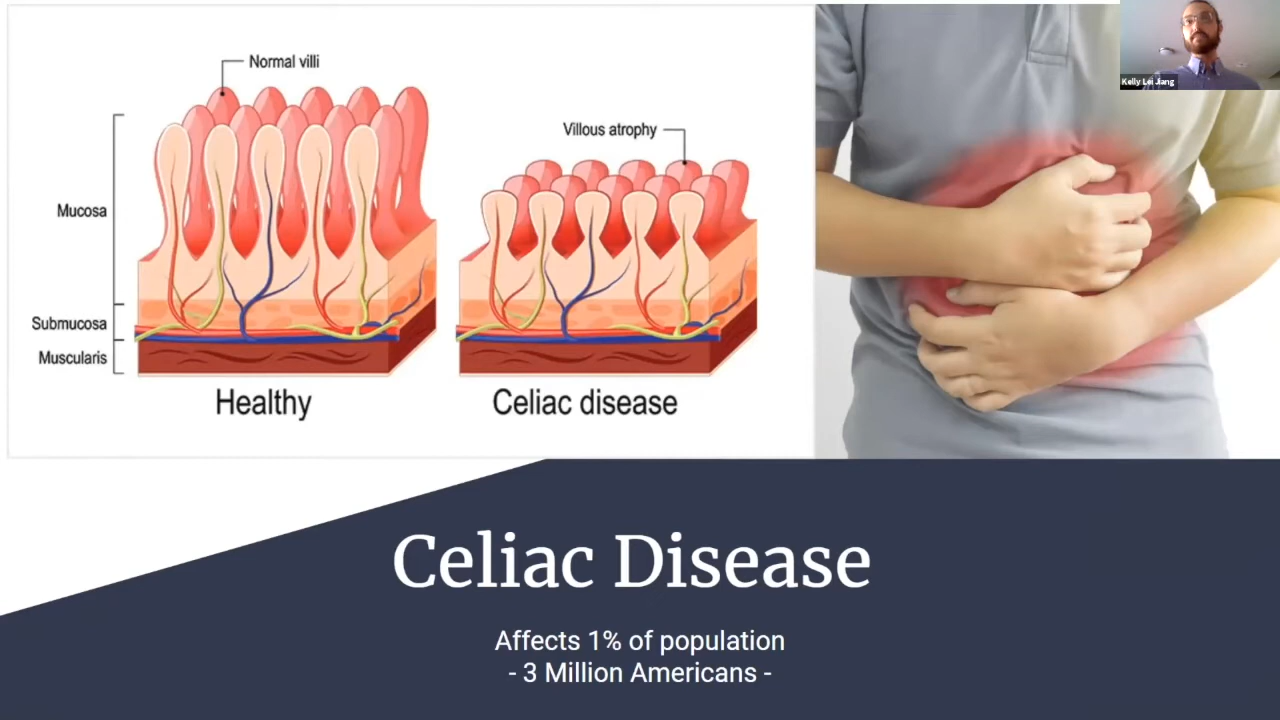 Normal villi
Villous atrophy
Mucosa
Submucosa
Muscularis
Healthy
Celiac disease
Kelly Lei Jiang
Celiac Disease
Affects 1% of population
- 3 Million Americans -